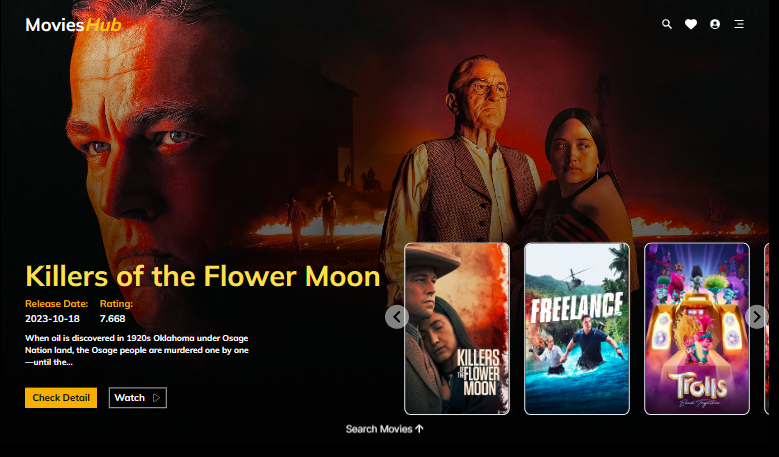 MoviesHub
Killers of the Flower Moon
Release Date: Rating:
2023-10-18 7.668
When oil is discovered in 1920s Oklahoma under Osage
Nation land, the Osage people are murdered one by one
—until the...
Check Detail
Watch
KILLERS
OF THE
FLOWER
MOON
FREELANCE
Trolls
Band Together
Search Movies